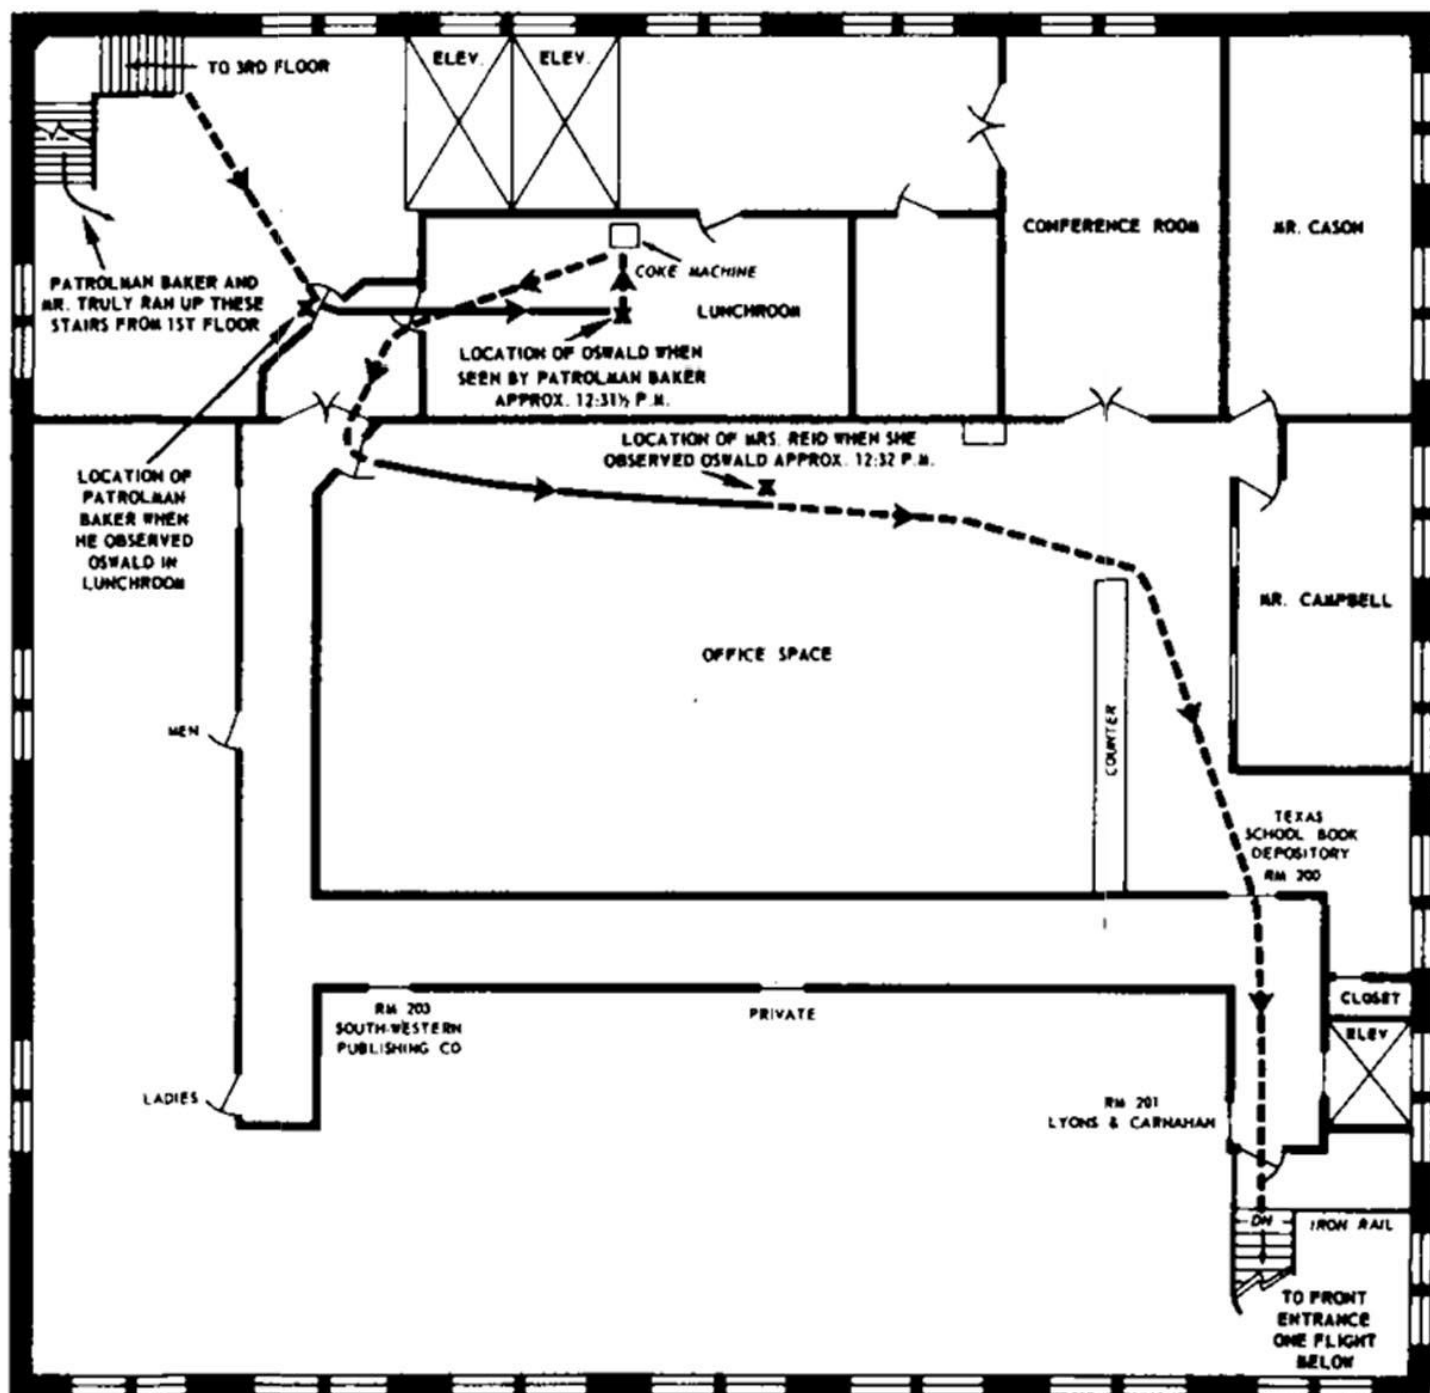 TO 3RD FLOOR
ELEV.
ELEV.
PATROLMAN BAKER AND
MR. TRULY RAN UP THESE
STAIRS FROM 1ST FLOOR
COKE MACHINE
LUNCHROOM
CONFERENCE ROOM
MR. CASON
LOCATION OF OSWALD WHEN
SEEN BY PATROLMAN BAKER
APPROX. 12:31½ P.M.
LOCATION OF MRS. REID WHEN SHE
OBSERVED OSWALD APPROX. 12:32 P.M.
LOCATION OF
PATROLMAN
BAKER WHEN
HE OBSERVED
OSWALD IN
LUNCHROOM
MR. CAMPBELL
OFFICE SPACE
MEN
COUNTER
TEXAS
SCHOOL BOOK
DEPOSITORY
RM 200
CLOSET
ELEV
RM 203
SOUTH-WESTERN
PUBLISHING CO
PRIVATE
LADIES
RM 201
LYONS & CARNAHAN
DN
IRON RAIL
TO FRONT
ENTRANCE
ONE FLIGHT
BELOW